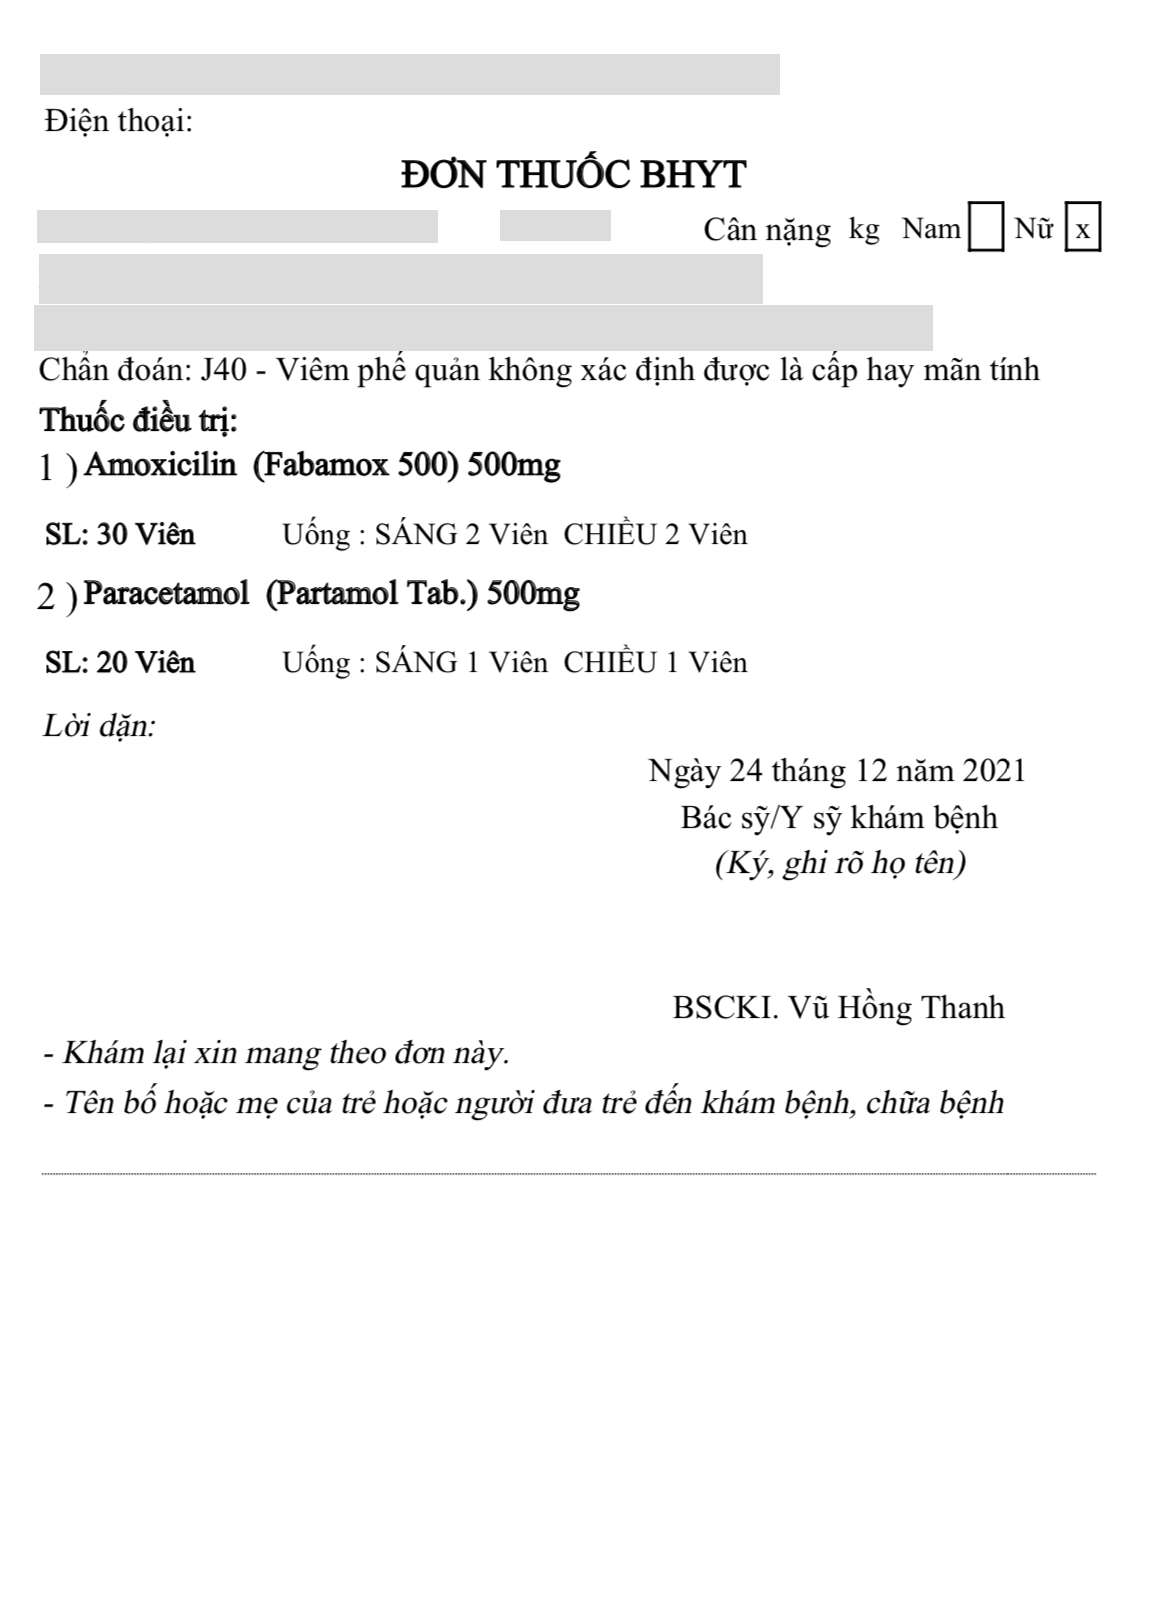 Điện thoại:
ĐƠN THUỐC BHYT
Cân nặng kg Nam Nữ x
Chẩn đoán: J40 - Viêm phế quản không xác định được là cấp hay mãn tính
Thuốc điều trị:
1 ) Amoxicilin (Fabamox 500) 500mg
SL: 30 Viên Uống : SÁNG 2 Viên CHIỀU 2 Viên
2 ) Paracetamol (Partamol Tab.) 500mg
SL: 20 Viên Uống : SÁNG 1 Viên CHIỀU 1 Viên
Lời dặn:
Ngày 24 tháng 12 năm 2021
Bác sỹ/Y sỹ khám bệnh
(Ký, ghi rõ họ tên)
BSCKI. Vũ Hồng Thanh
- Khám lại xin mang theo đơn này.
- Tên bố hoặc mẹ của trẻ hoặc người đưa trẻ đến khám bệnh, chữa bệnh